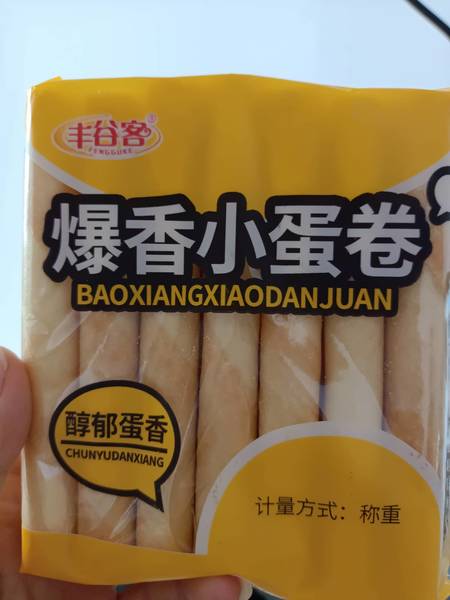 丰谷客®
FENGGUKE
爆香小蛋卷
BAOXIANGXIAODANJUAN
醇郁蛋香
CHUNYUDANXIANG
计量方式：称重